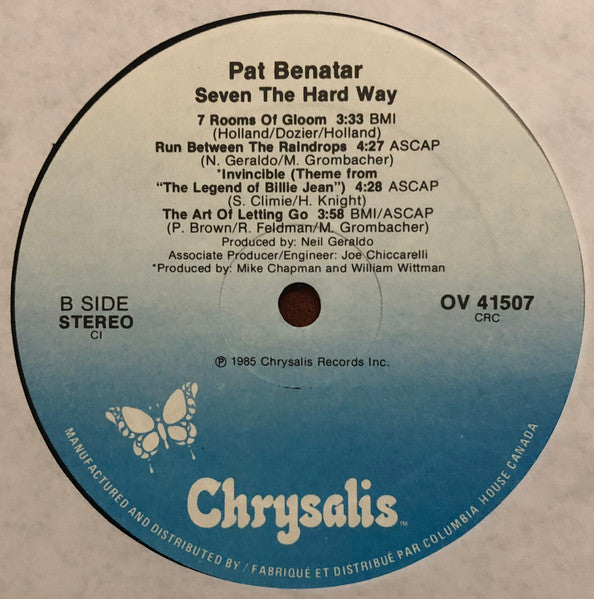 Pat Benatar
Seven The Hard Way
7 Rooms Of Gloom 3:33 BMI
(Holland/Dozier/Holland)
Run Between The Raindrops 4:27 ASCAP
(N. Geraldo/M. Grombacher)
*Invincible (Theme from
"The Legend of Billie Jean") 4:28 ASCAP
(S. Climie/H. Knight)
The Art Of Letting Go 3:58 BMI/ASCAP
(P. Brown/R. Feldman/M. Grombacher)
Produced by: Neil Geraldo
Associate Producer/Engineer: Joe Chiccarelli
*Produced by: Mike Chapman and William Wittman
B SIDE
STEREO
CI
OV 41507
CRC
℗ 1985 Chrysalis Records Inc.
Chrysalis™
MANUFACTURED AND DISTRIBUTED BY / FABRIQUÉ ET DISTRIBUÉ PAR COLUMBIA HOUSE CANADA